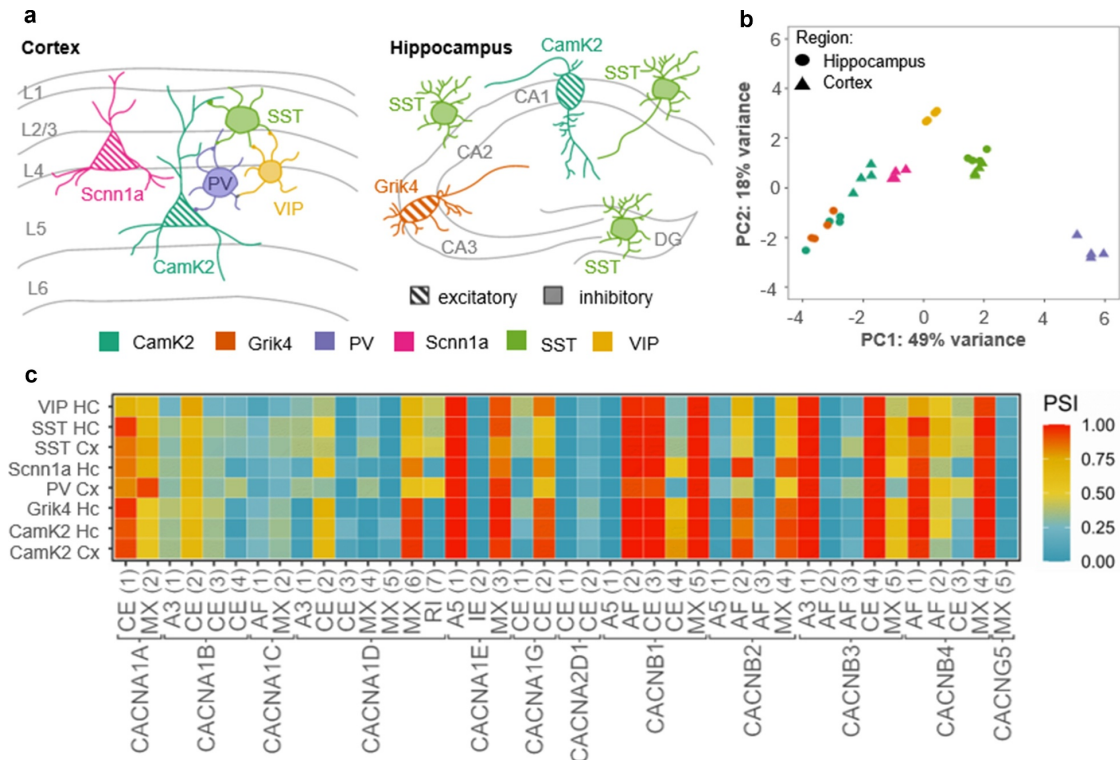 a
Cortex
L1
L2/3
L4
L5
L6
Scnn1a
CamK2
PV
SST
VIP
Hippocampus
CamK2
SST
SST
CA1
CA2
Grik4
CA3
DG
SST
excitatory
inhibitory
CamK2
Grik4
PV
Scnn1a
SST
VIP
b
6
4
2
0
-2
-4
PC2: 18% variance
Region:
Hippocampus
Cortex
-4
-2
0
2
4
6
PC1: 49% variance
c
VIP HC
SST HC
SST Cx
Scnn1a Hc
PV Cx
Grik4 Hc
CamK2 Hc
CamK2 Cx
CE (1)
MX (2)
A3 (1)
CE (2)
CE (3)
CE (4)
AF (1)
MX (2)
A3 (1)
CE (2)
CE (3)
MX (4)
MX (5)
MX (6)
RI (7)
A5 (1)
IE (2)
MX (3)
CE (1)
CE (2)
CE (1)
CE (2)
A5 (1)
AF (2)
CE (3)
CE (4)
MX (5)
A5 (1)
AF (2)
AF (3)
MX (4)
A3 (1)
AF (2)
AF (3)
CE (4)
MX (5)
AF (1)
AF (2)
CE (3)
MX (4)
MX (5)
CACNA1A
CACNA1B
CACNA1C
CACNA1D
CACNA1E
CACNA1G
CACNA2D1
CACNB1
CACNB2
CACNB3
CACNB4
CACNG5
PSI
1.00
0.75
0.50
0.25
0.00